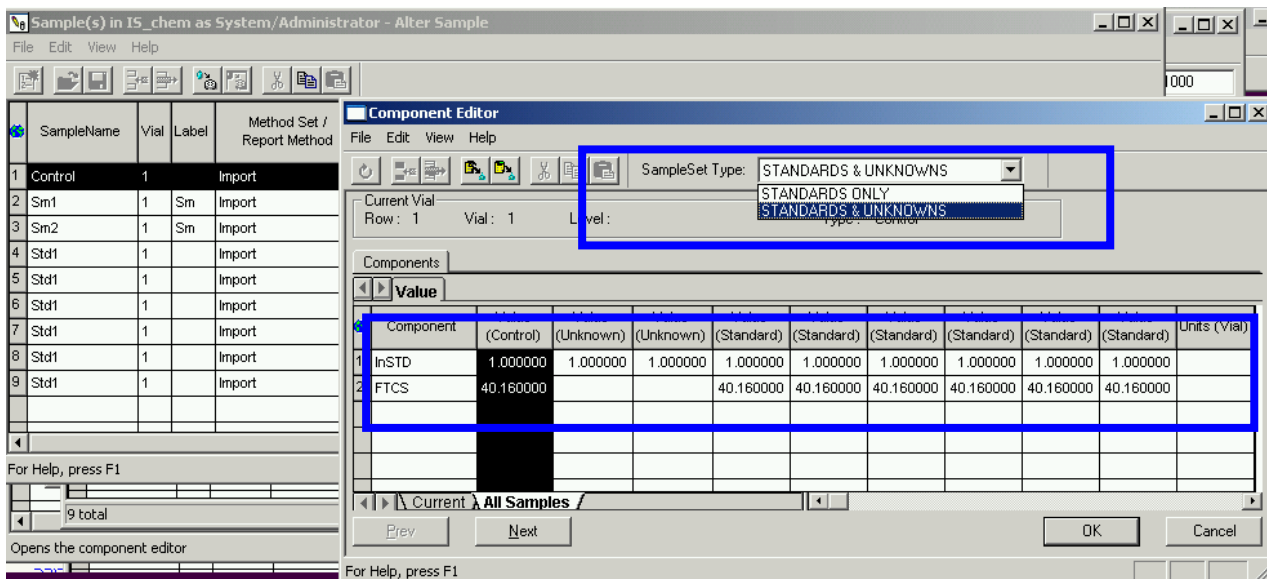 Sample(s) in IS_chem as System/Administrator - Alter Sample
File Edit View Help
1000
SampleName Vial Label Method Set / Report Method
1 Control 1 Import
2 Sm1 1 Sm Import
3 Sm2 1 Sm Import
4 Std1 1 Import
5 Std1 1 Import
6 Std1 1 Import
7 Std1 1 Import
8 Std1 1 Import
9 Std1 1 Import
For Help, press F1
9 total
Opens the component editor
Component Editor
File Edit View Help
SampleSet Type: STANDARDS & UNKNOWNS
STANDARDS ONLY
STANDARDS & UNKNOWNS
Current Vial
Row: 1 Vial: 1 Level: Type: Control
Components
Value
Component (Control) (Unknown) (Unknown) (Standard) (Standard) (Standard) (Standard) (Standard) (Standard) Units (Vial)
1 InSTD 1.000000 1.000000 1.000000 1.000000 1.000000 1.000000 1.000000 1.000000 1.000000
2 FTCS 40.160000 40.160000 40.160000 40.160000 40.160000 40.160000 40.160000
Current All Samples
Prev Next OK Cancel
For Help, press F1